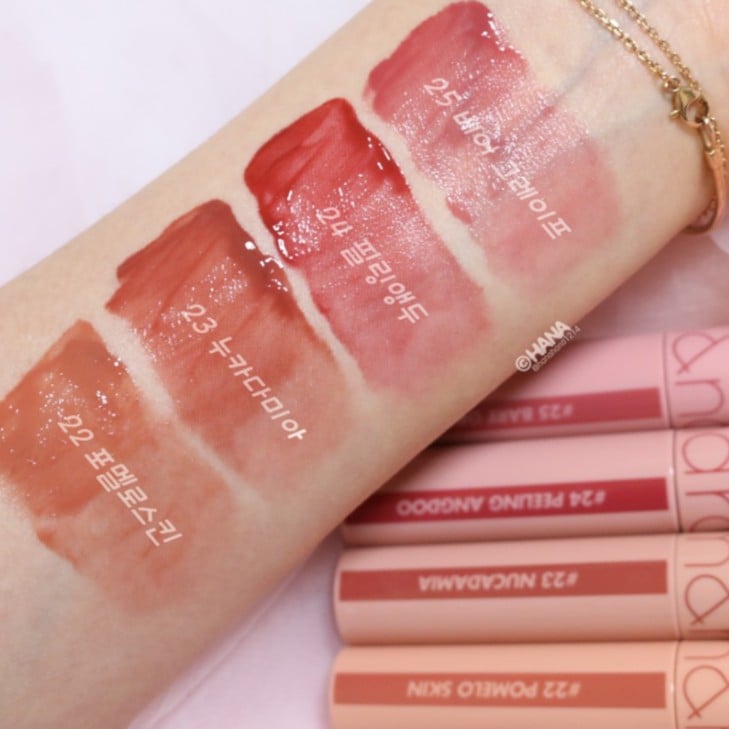 25 베어 그레이프
24 필링앵두
23 누카다미아
22 포멜로스킨
©HANA
@hanahana1214
#25 BARE
#24 PEELING ANGDOO
#23 NUCADAMIA
#22 POMELO SKIN